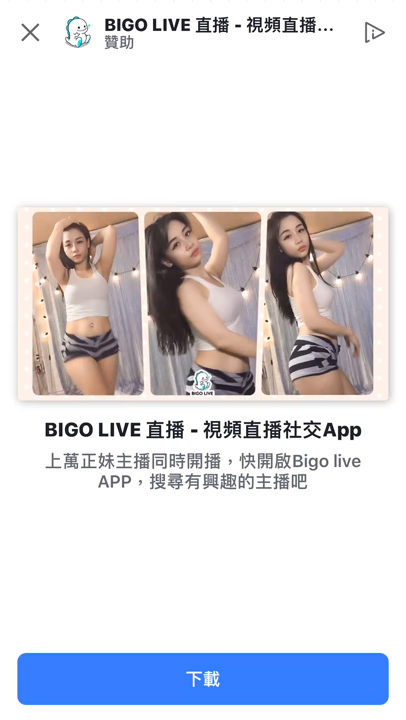 BIGO LIVE 直播 - 視頻直播...
贊助
BIGO LIVE
BIGO LIVE 直播 - 視頻直播社交App
上萬正妹主播同時開播，快開啟Bigo live
APP，搜尋有興趣的主播吧
下載